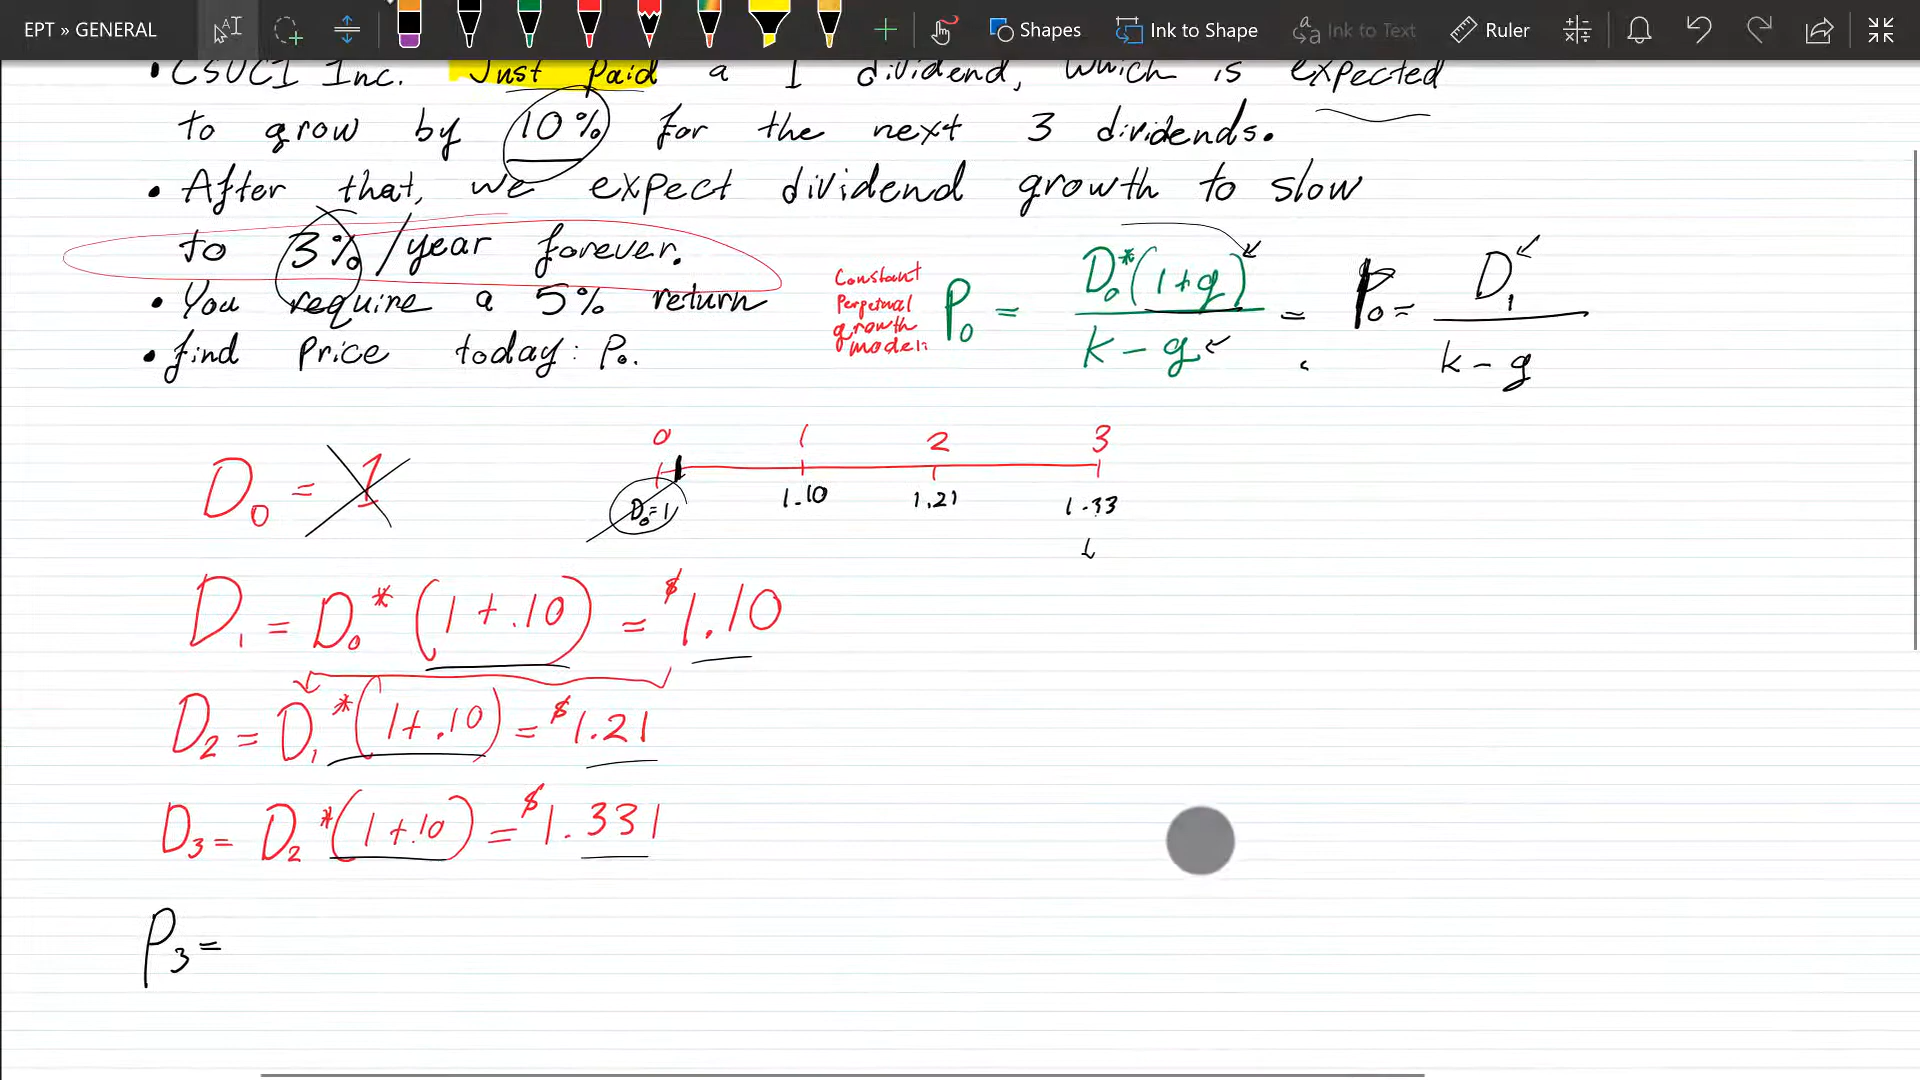 EPT » GENERAL
Shapes
Ink to Shape
Ink to Text
Ruler
• CSUCI Inc. Just Paid a 1 dividend, which is expected
to grow by 10% for the next 3 dividends.
• After that, we expect dividend growth to slow
to 3%/year forever.
• You require a 5% return
• find Price today: P₀.
Constant
Perpetual
growth
model:
P₀ = D₀*(1+g) / k-g = P₀ = D₁ / k-g
0 1 2 3
D₀=1 1.10 1.21 1.33
D₀ = 1
D₁ = D₀* (1+.10) = $1.10
D₂ = D₁*(1+.10) = $1.21
D₃ = D₂*(1+.10) = $1.331
P₃ =